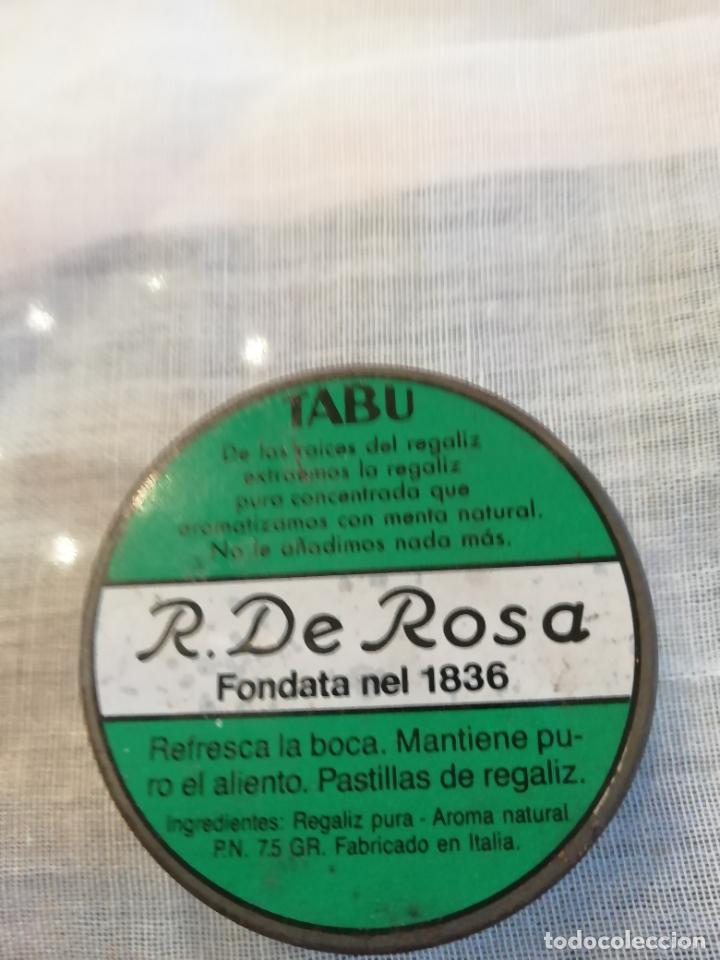 TABU
De las raices del regaliz
extraemos la regaliz
pura concentrada que
aromatizamos con menta natural.
No le añadimos nada más.
R. De Rosa
Fondata nel 1836
Refresca la boca. Mantiene pu-
ro el aliento. Pastillas de regaliz.
Ingredientes: Regaliz pura - Aroma natural
P.N. 7.5 GR. Fabricado en Italia.
todocoleccion